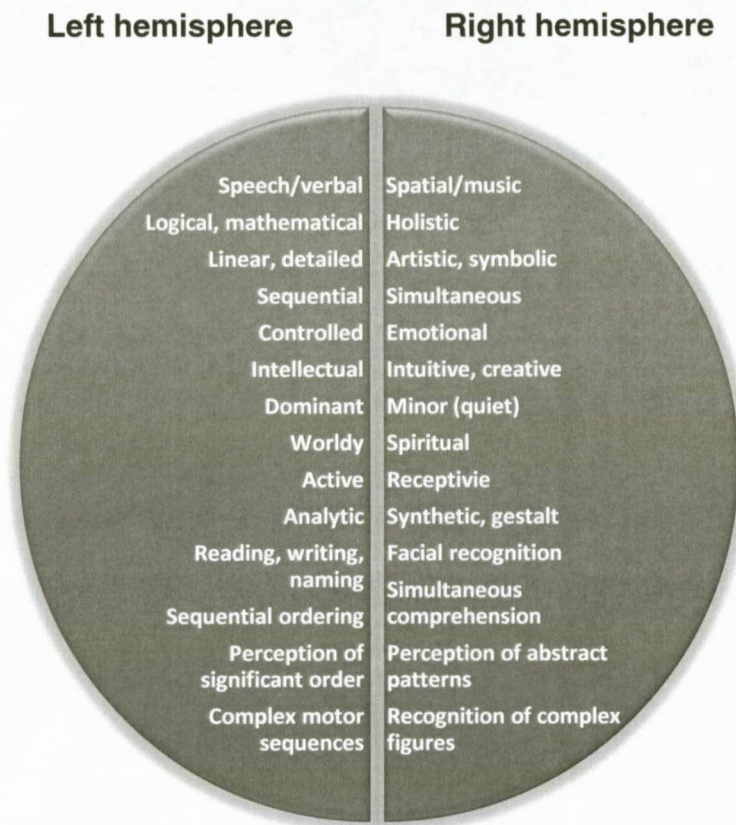 Left hemisphere
Right hemisphere
Speech/verbal
Logical, mathematical
Linear, detailed
Sequential
Controlled
Intellectual
Dominant
Worldy
Active
Analytic
Reading, writing,
naming
Sequential ordering
Perception of
significant order
Complex motor
sequences
Spatial/music
Holistic
Artistic, symbolic
Simultaneous
Emotional
Intuitive, creative
Minor (quiet)
Spiritual
Receptivie
Synthetic, gestalt
Facial recognition
Simultaneous
comprehension
Perception of abstract
patterns
Recognition of complex
figures